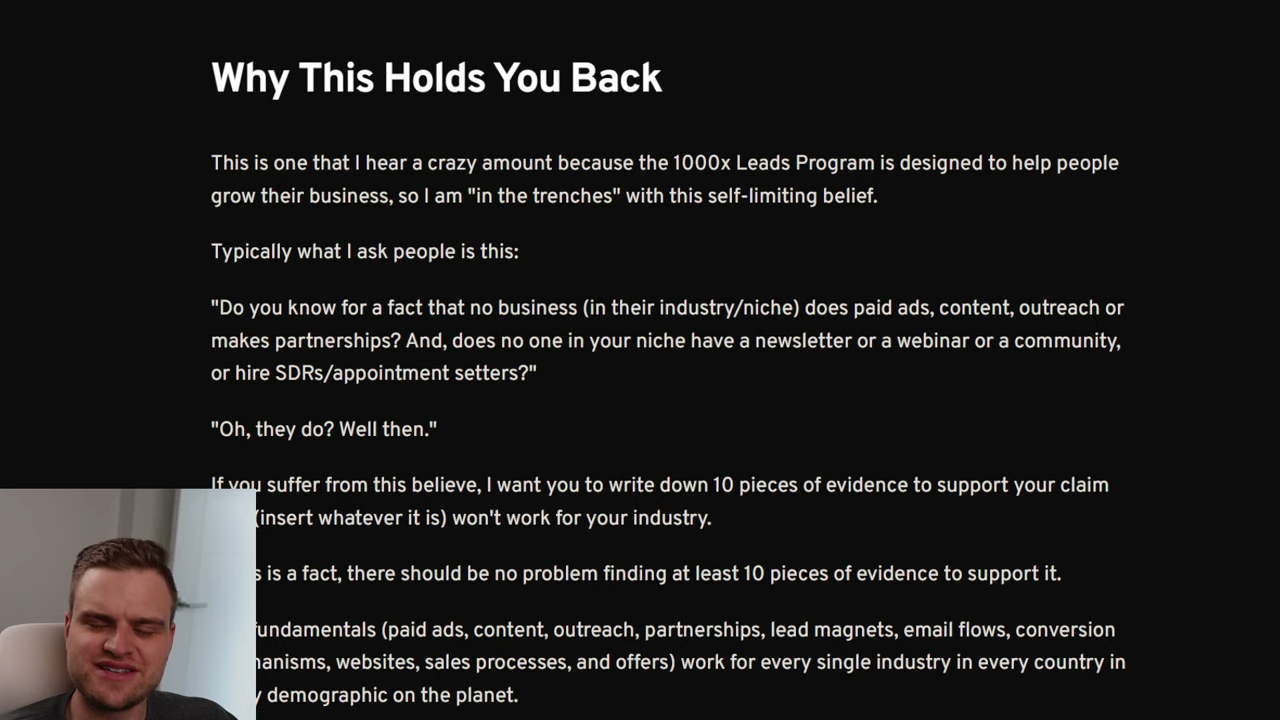 Why This Holds You Back
This is one that I hear a crazy amount because the 1000x Leads Program is designed to help people
grow their business, so I am "in the trenches" with this self-limiting belief.
Typically what I ask people is this:
"Do you know for a fact that no business (in their industry/niche) does paid ads, content, outreach or
makes partnerships? And, does no one in your niche have a newsletter or a webinar or a community,
or hire SDRs/appointment setters?"
"Oh, they do? Well then."
If you suffer from this believe, I want you to write down 10 pieces of evidence to support your claim
(insert whatever it is) won't work for your industry.
is a fact, there should be no problem finding at least 10 pieces of evidence to support it.
fundamentals (paid ads, content, outreach, partnerships, lead magnets, email flows, conversion
websites, sales processes, and offers) work for every single industry in every country in
demographic on the planet.